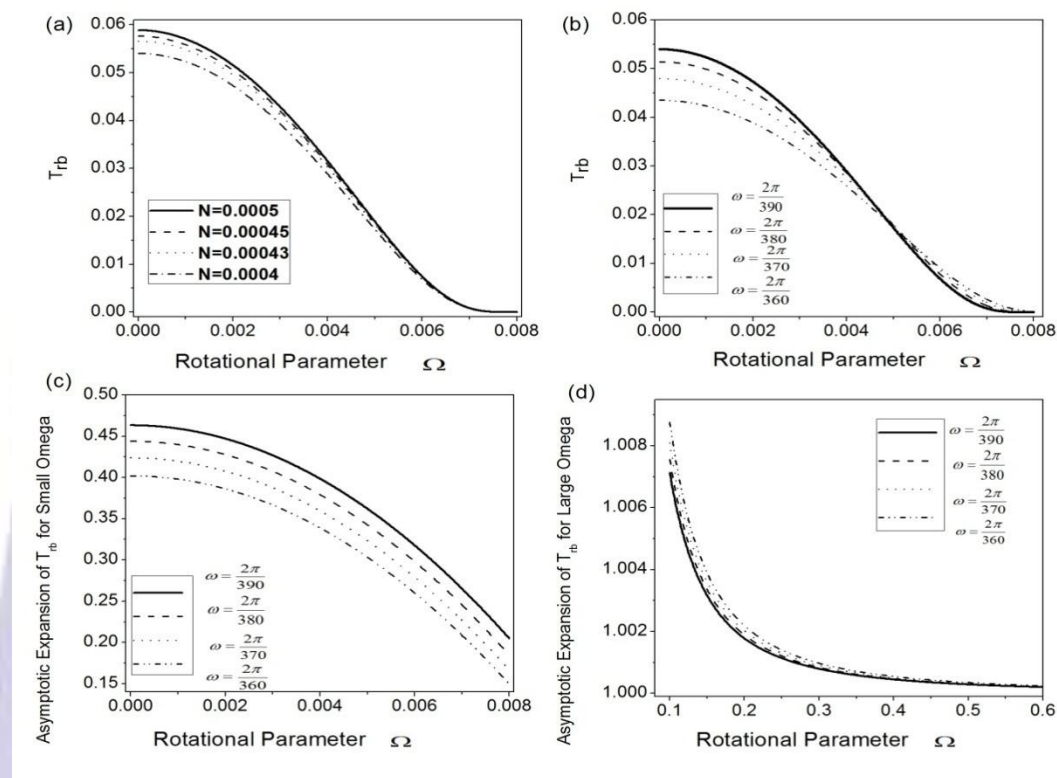 (a)
0.06
0.05
0.04
0.03
0.02
0.01
0.00
T_rb
N=0.0005
N=0.00045
N=0.00043
N=0.0004
0.000 0.002 0.004 0.006 0.008
Rotational Parameter Ω
(b)
0.06
0.05
0.04
0.03
0.02
0.01
0.00
T_rb
ω = 2π/390
ω = 2π/380
ω = 2π/370
ω = 2π/360
0.000 0.002 0.004 0.006 0.008
Rotational Parameter Ω
(c)
0.50
0.45
0.40
0.35
0.30
0.25
0.20
0.15
Asymptotic Expansion of T_rb for Small Omega
ω = 2π/390
ω = 2π/380
ω = 2π/370
ω = 2π/360
0.000 0.002 0.004 0.006 0.008
Rotational Parameter Ω
(d)
1.008
1.006
1.004
1.002
1.000
Asymptotic Expansion of T_rb for Large Omega
ω = 2π/390
ω = 2π/380
ω = 2π/370
ω = 2π/360
0.1 0.2 0.3 0.4 0.5 0.6
Rotational Parameter Ω